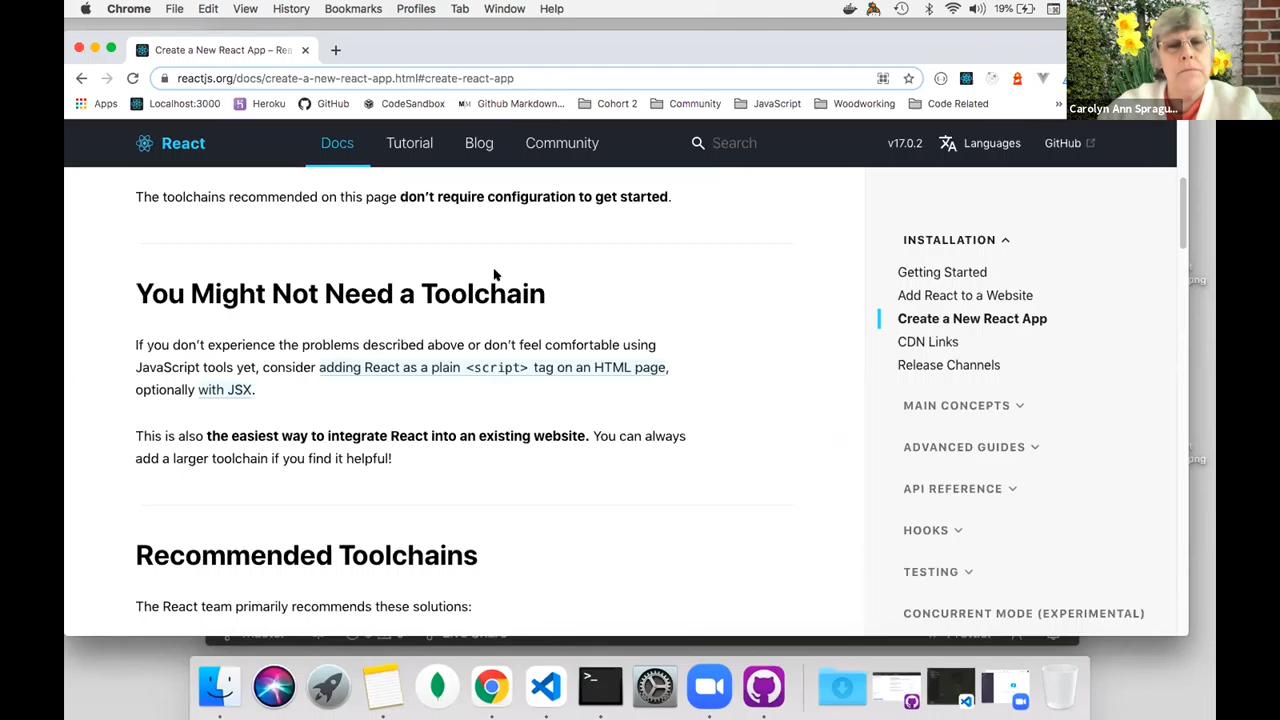 Chrome File Edit View History Bookmarks Profiles Tab Window Help 19%
Create a New React App – Rea
reactjs.org/docs/create-a-new-react-app.html#create-react-app
Apps Localhost:3000 Heroku GitHub CodeSandbox Github Markdown... Cohort 2 Community JavaScript Woodworking Code Related »
Carolyn Ann Spragu...
React Docs Tutorial Blog Community Search v17.0.2 Languages GitHub
The toolchains recommended on this page don’t require configuration to get started.
You Might Not Need a Toolchain
If you don’t experience the problems described above or don’t feel comfortable using
JavaScript tools yet, consider adding React as a plain <script> tag on an HTML page,
optionally with JSX.
This is also the easiest way to integrate React into an existing website. You can always
add a larger toolchain if you find it helpful!
Recommended Toolchains
The React team primarily recommends these solutions:
INSTALLATION
Getting Started
Add React to a Website
Create a New React App
CDN Links
Release Channels
MAIN CONCEPTS
ADVANCED GUIDES
API REFERENCE
HOOKS
TESTING
CONCURRENT MODE (EXPERIMENTAL)